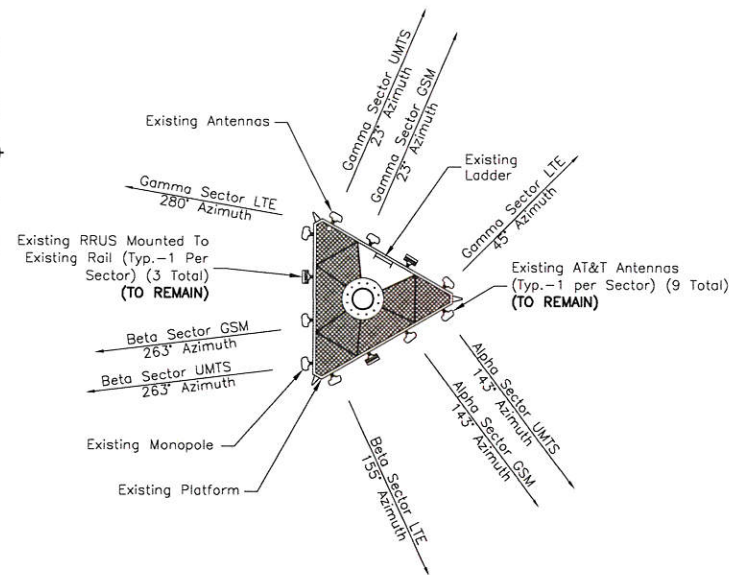 Gamma Sector UMTS
23° Azimuth
Gamma Sector GSM
23° Azimuth
Existing Antennas
Existing
Ladder
Gamma Sector LTE
45° Azimuth
Gamma Sector LTE
280° Azimuth
Existing RRUS Mounted To
Existing Rail (Typ.-1 Per
Sector) (3 Total)
(TO REMAIN)
Existing AT&T Antennas
(Typ.-1 per Sector) (9 Total)
(TO REMAIN)
Beta Sector GSM
263° Azimuth
Beta Sector UMTS
263° Azimuth
Alpha Sector UMTS
143° Azimuth
Alpha Sector GSM
143° Azimuth
Existing Monopole
Existing Platform
Beta Sector LTE
155° Azimuth